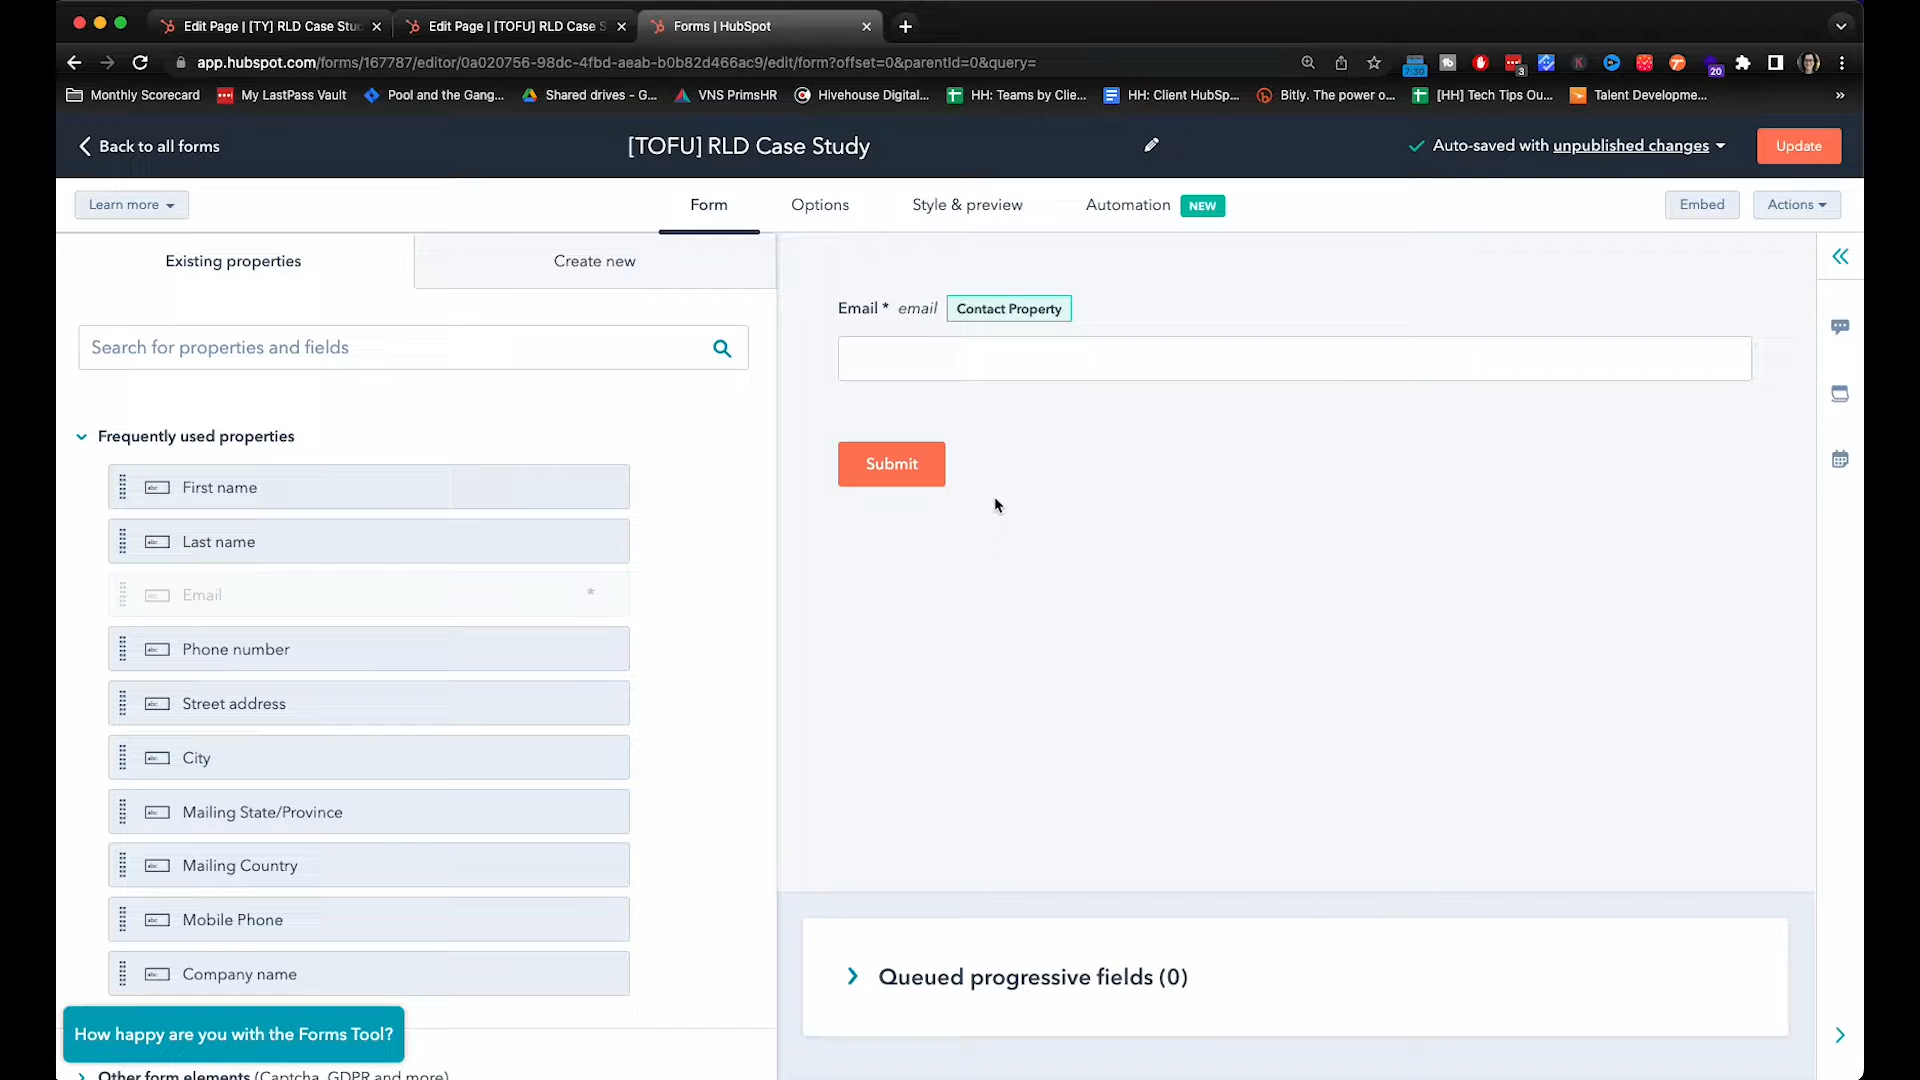 Edit Page | [TY] RLD Case Stu
Edit Page | [TOFU] RLD Case S
Forms | HubSpot
app.hubspot.com/forms/167787/editor/0a020756-98dc-4fbd-aeab-b0b82d466ac9/edit/form?offset=0&parentId=0&query=
7:30
3
20
Monthly Scorecard
My LastPass Vault
Pool and the Gang...
Shared drives - G...
VNS PrimsHR
Hivehouse Digital...
HH: Teams by Clie...
HH: Client HubSp...
Bitly. The power o...
[HH] Tech Tips Ou...
Talent Developme...
»
Back to all forms
[TOFU] RLD Case Study
Auto-saved with unpublished changes
Update
Learn more
Form
Options
Style & preview
Automation NEW
Embed
Actions
Existing properties
Create new
Search for properties and fields
Email * email Contact Property
Submit
Frequently used properties
First name
Last name
Email *
Phone number
Street address
City
Mailing State/Province
Mailing Country
Mobile Phone
Company name
Queued progressive fields (0)
How happy are you with the Forms Tool?
Other form elements (Captcha, GDPR and more)